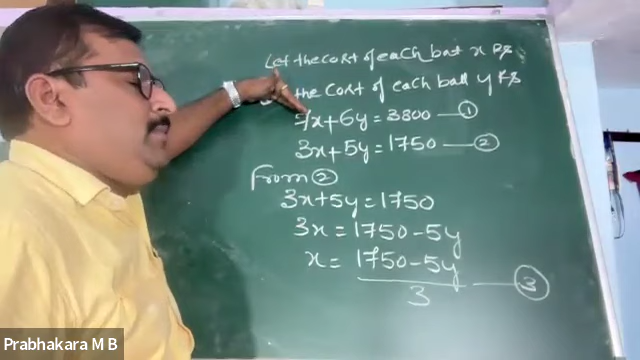 Let the cost of each bat x Rs
the cost of each ball y Rs
7x+6y=3800 — ①
3x+5y=1750 — ②
From ②
3x+5y=1750
3x = 1750-5y
x = 1750-5y
3 — ③
Prabhakara M B